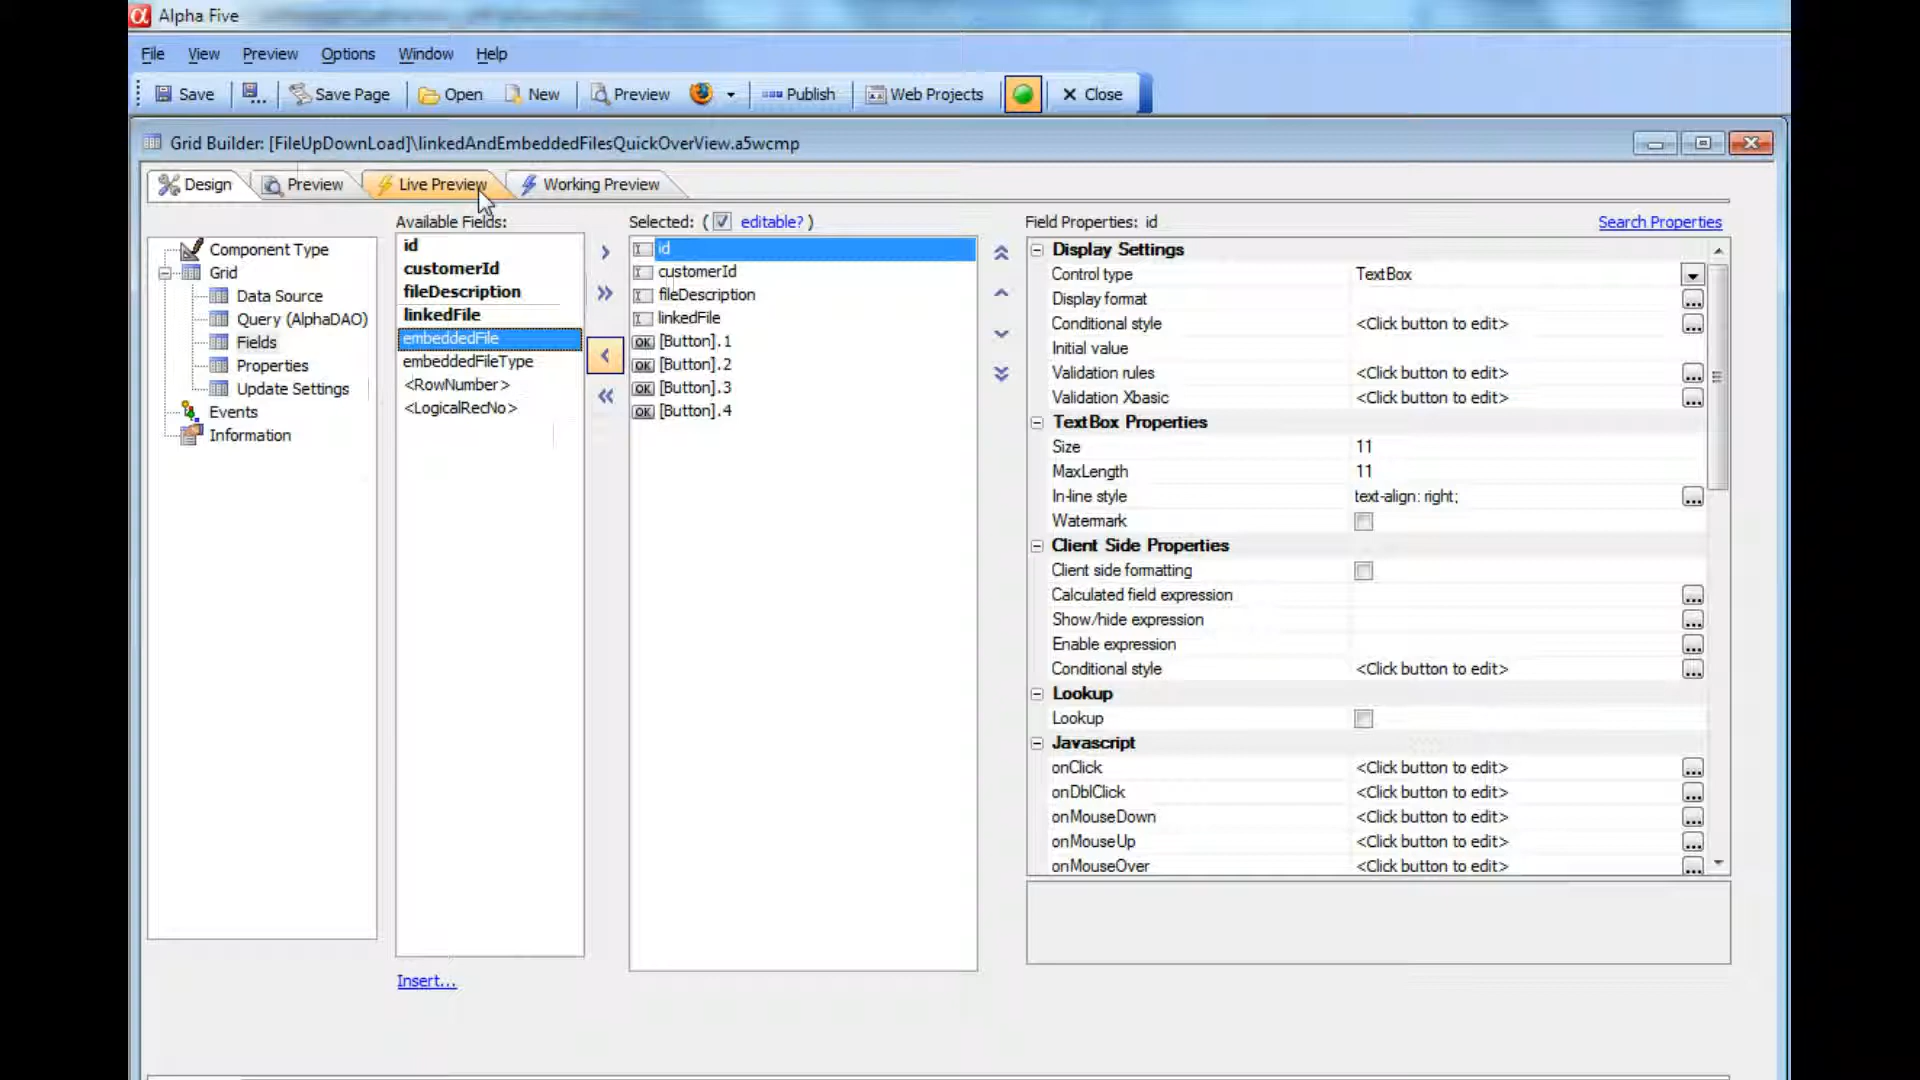 Alpha Five
File View Preview Options Window Help
Save Save Page Open New Preview Publish Web Projects Close
Grid Builder: [FileUpDownLoad]\linkedAndEmbeddedFilesQuickOverView.a5wcmp
Design Preview Live Preview Working Preview
Available Fields: Selected: ( editable? ) Field Properties: id Search Properties
Component Type
Grid
Data Source
Query (AlphaDAO)
Fields
Properties
Update Settings
Events
Information
id
customerId
fileDescription
linkedFile
embeddedFile
embeddedFileType
<RowNumber>
<LogicalRecNo>
Insert...
id
customerId
fileDescription
linkedFile
OK [Button].1
OK [Button].2
OK [Button].3
OK [Button].4
Display Settings
Control type TextBox
Display format ...
Conditional style <Click button to edit> ...
Initial value
Validation rules <Click button to edit> ...
Validation Xbasic <Click button to edit> ...
TextBox Properties
Size 11
MaxLength 11
In-line style text-align: right; ...
Watermark
Client Side Properties
Client side formatting
Calculated field expression ...
Show/hide expression ...
Enable expression ...
Conditional style <Click button to edit> ...
Lookup
Lookup
Javascript
onClick <Click button to edit> ...
onDblClick <Click button to edit> ...
onMouseDown <Click button to edit> ...
onMouseUp <Click button to edit> ...
onMouseOver <Click button to edit> ...